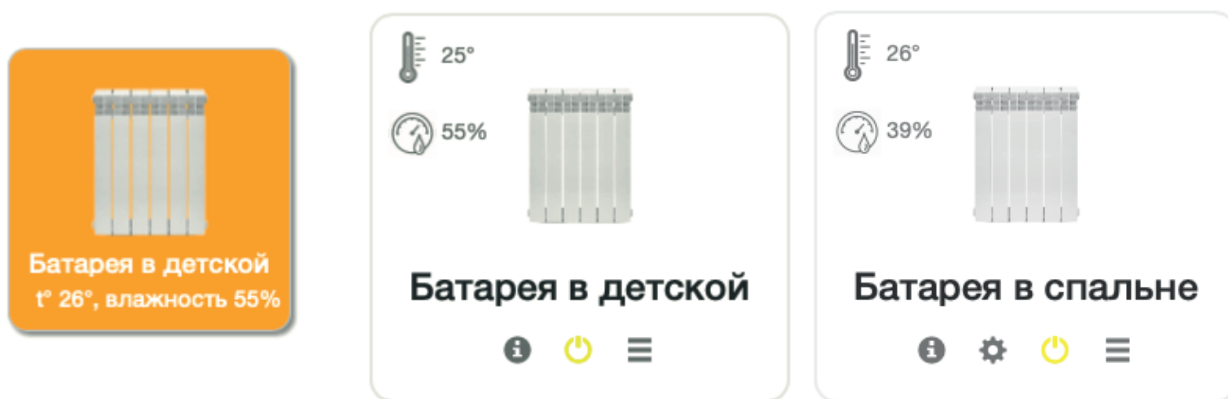 Батарея в детской
t° 26°, влажность 55%
25°
55%
Батарея в детской
26°
39%
Батарея в спальне